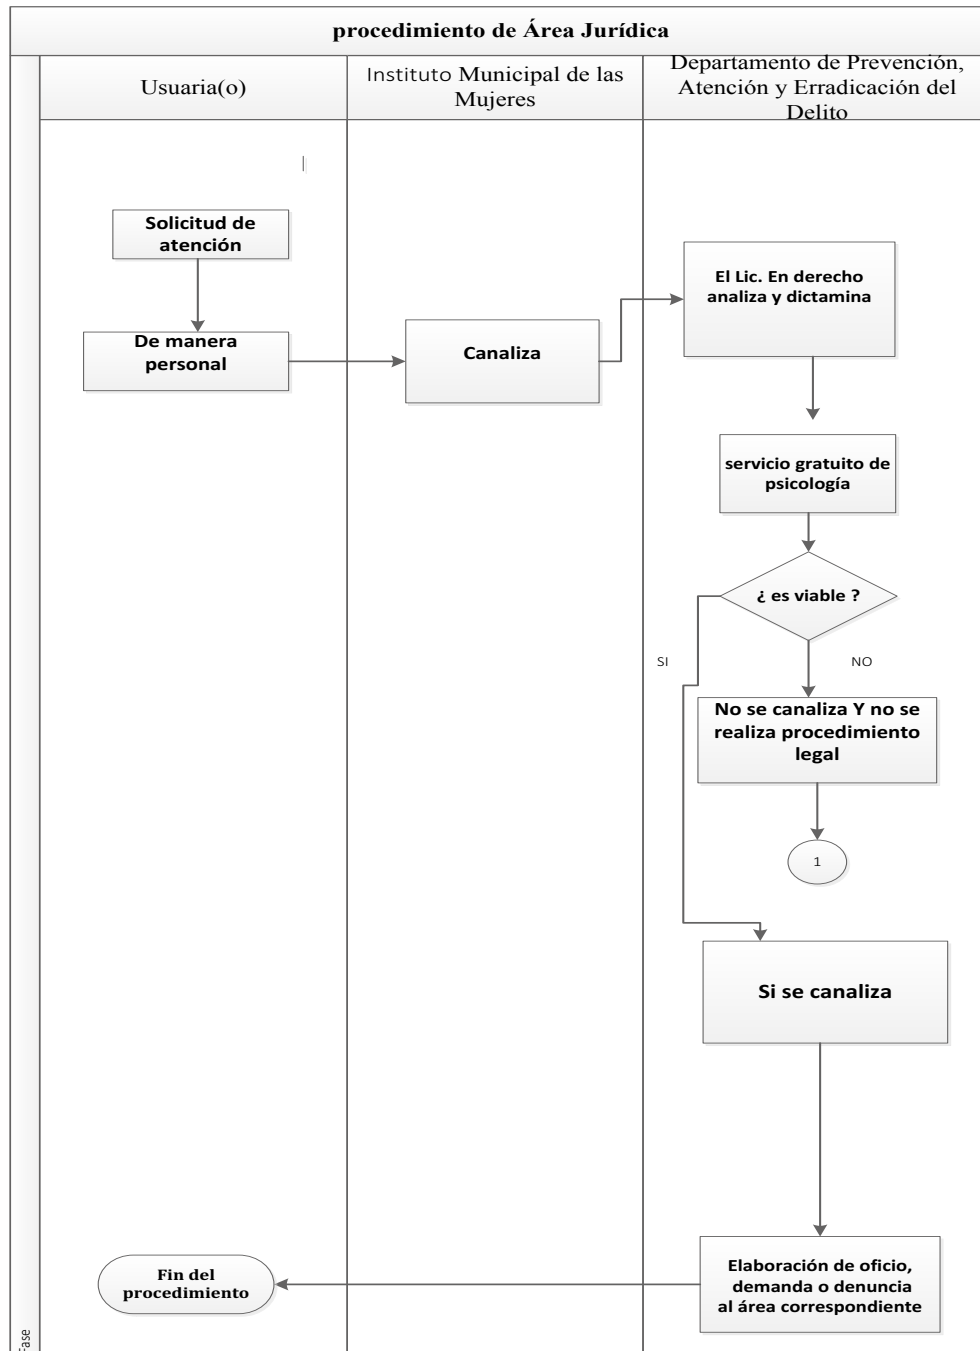 procedimiento de Área Jurídica
Usuaria(o)
Instituto Municipal de las
Mujeres
Departamento de Prevención,
Atención y Erradicación del
Delito
Solicitud de
atención
De manera
personal
Canaliza
El Lic. En derecho
analiza y dictamina
servicio gratuito de
psicología
¿ es viable ?
SI
NO
No se canaliza Y no se
realiza procedimiento
legal
1
Si se canaliza
Elaboración de oficio,
demanda o denuncia
al área correspondiente
Fin del
procedimiento
Fase